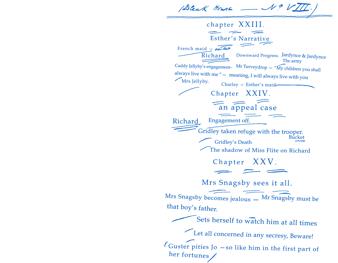 (Bleak House — Nº VIII.)
chapter XXIII.
Esther's Narrative
French maid —
Richard Downward Progress Jarndyce & Jarndyce
The army
Caddy Jellyby's engagement- Mr Turveydrop — "My children you shall
always live with me" — meaning, I will always live with you
Mrs Jellyby.
Charley — Esther's maid
Chapter XXIV.
an appeal case
Richard. Engagement off.
Gridley taken refuge with the trooper.
Bucket
Gridley's Death
The shadow of Miss Flite on Richard
Chapter XXV.
Mrs Snagsby sees it all.
Mrs Snagsby becomes jealous — Mr Snagsby must be
that boy's father.
Sets herself to watch him at all times
Let all concerned in any secresy, Beware!
(Guster pities Jo — so like him in the first part of
her fortunes)